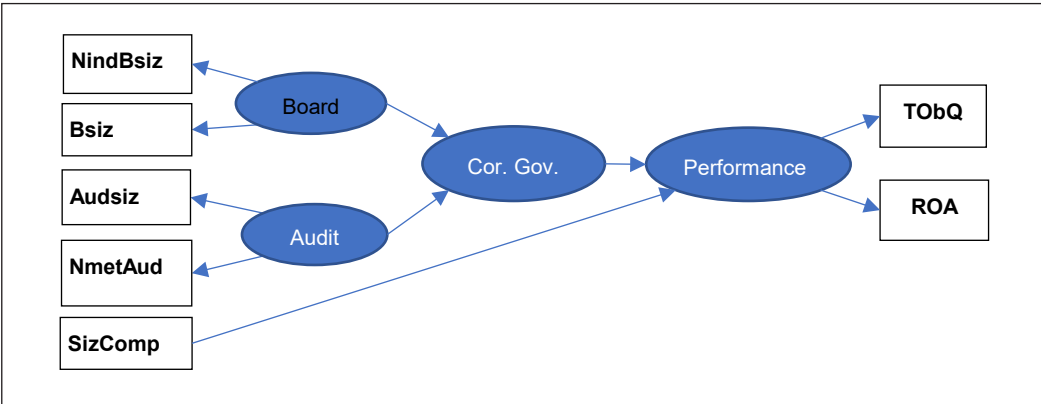 NindBsiz
Bsiz
Audsiz
NmetAud
SizComp
Board
Audit
Cor. Gov.
Performance
TObQ
ROA